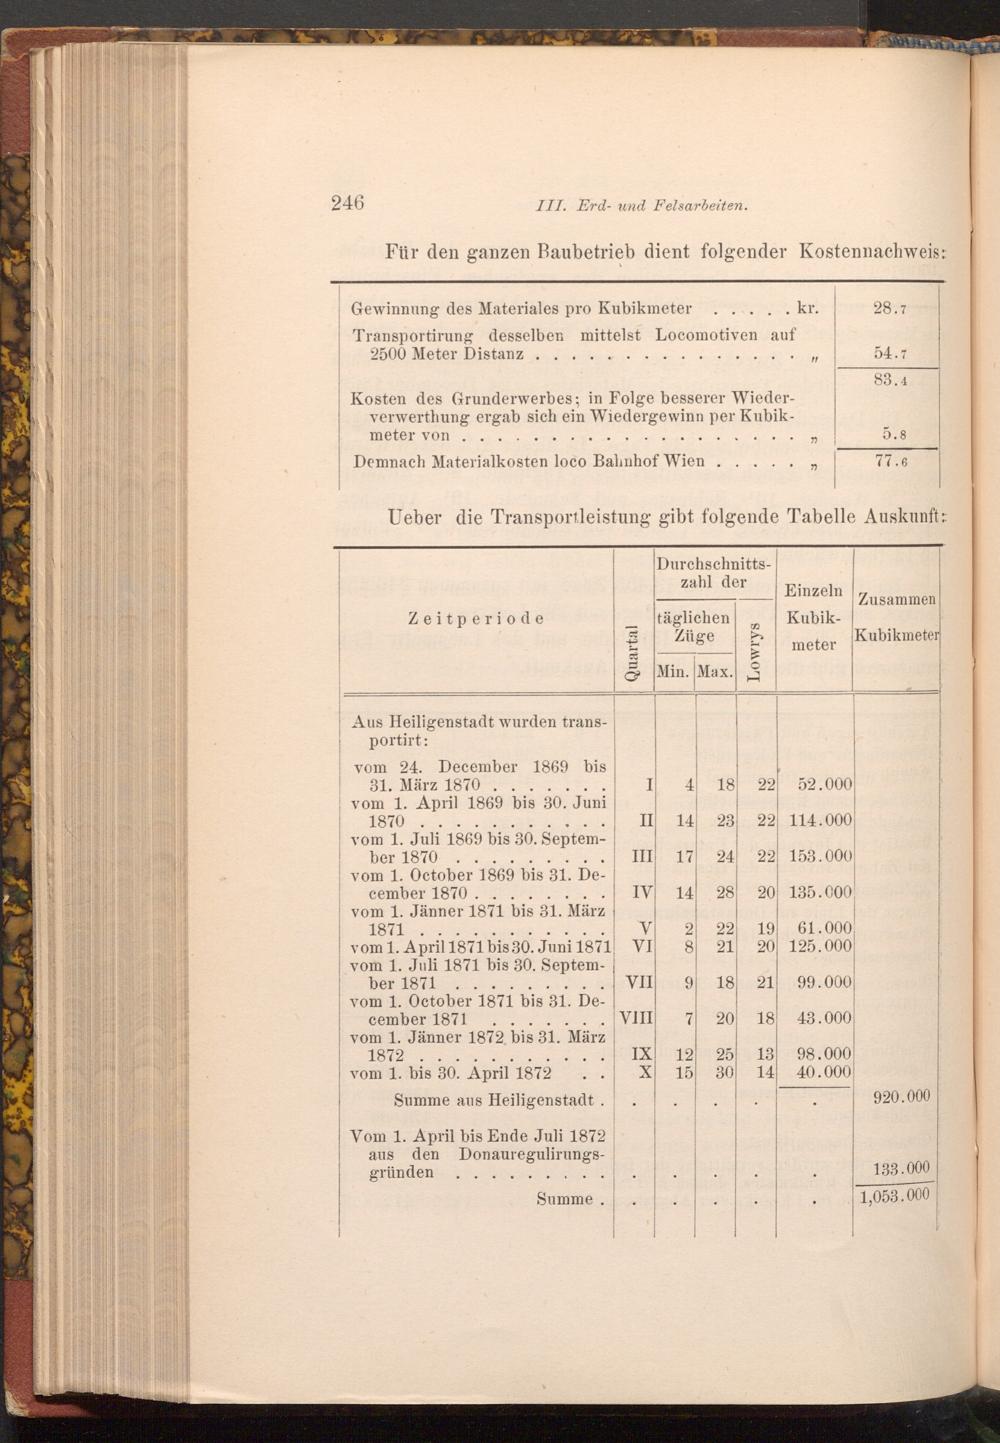 246 III. Erd- und Felsarbeiten.
Für den ganzen Baubetrieb dient folgender Kostennachweis:
Gewinnung des Materiales pro Kubikmeter . . . . . kr. 28.7
Transportirung desselben mittelst Locomotiven auf
2500 Meter Distanz . . . . . . . . . . . . . . . „ 54.7
83.4
Kosten des Grunderwerbes; in Folge besserer Wieder-
verwerthung ergab sich ein Wiedergewinn per Kubik-
meter von . . . . . . . . . . . . . . . . . . . „ 5.8
Demnach Materialkosten loco Bahnhof Wien . . . . . „ 77.6
Ueber die Transportleistung gibt folgende Tabelle Auskunft:
Zeitperiode
Quartal
Durchschnitts-
zahl der
täglichen
Züge
Min. Max.
Lowrys
Einzeln
Kubik-
meter
Zusammen
Kubikmeter
Aus Heiligenstadt wurden trans-
portirt:
vom 24. December 1869 bis
31. März 1870 . . . . . . . I 4 18 22 52.000
vom 1. April 1869 bis 30. Juni
1870 . . . . . . . . . . . II 14 23 22 114.000
vom 1. Juli 1869 bis 30. Septem-
ber 1870 . . . . . . . . . III 17 24 22 153.000
vom 1. October 1869 bis 31. De-
cember 1870 . . . . . . . . IV 14 28 20 135.000
vom 1. Jänner 1871 bis 31. März
1871 . . . . . . . . . . . V 2 22 19 61.000
vom 1. April 1871 bis 30. Juni 1871 VI 8 21 20 125.000
vom 1. Juli 1871 bis 30. Septem-
ber 1871 . . . . . . . . . VII 9 18 21 99.000
vom 1. October 1871 bis 31. De-
cember 1871 . . . . . . . VIII 7 20 18 43.000
vom 1. Jänner 1872 bis 31. März
1872 . . . . . . . . . . . IX 12 25 13 98.000
vom 1. bis 30. April 1872 . . X 15 30 14 40.000
Summe aus Heiligenstadt . . . . . . 920.000
Vom 1. April bis Ende Juli 1872
aus den Donauregulirungs-
gründen . . . . . . . . . . . . . . 133.000
Summe . . . . . . 1,053.000